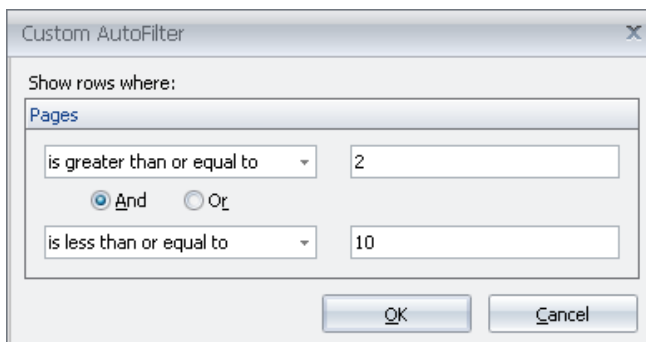 Custom AutoFilter
Show rows where:
Pages
is greater than or equal to 2
And Or
is less than or equal to 10
OK Cancel